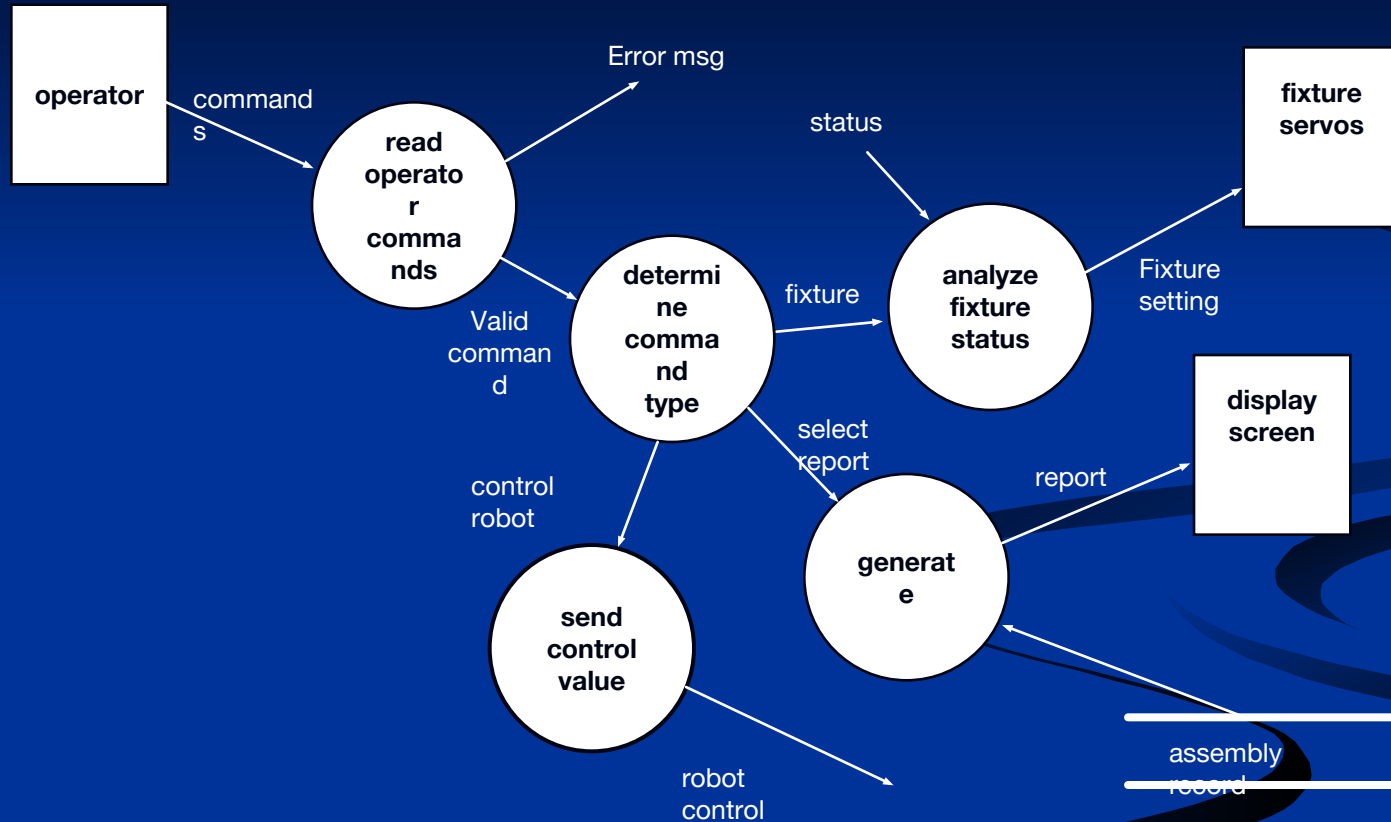 operator
command
s
Error msg
read
operato
r
comma
nds
status
fixture
servos
Valid
comman
d
determi
ne
comma
nd
type
fixture
analyze
fixture
status
Fixture
setting
display
screen
select
report
report
control
robot
generat
e
send
control
value
robot
control
assembly
record